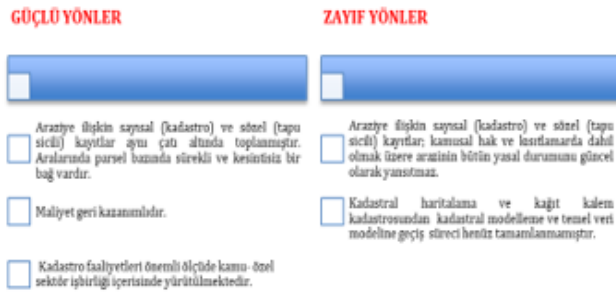 GÜÇLÜ YÖNLER
Araziye ilişkin sayısal (kadastro) ve sözel (tapu
sicili) kayıtlar aynı çatı altında toplanmıştır.
Aralarında parsel bazında sürekli ve kesintisiz bir
bağ vardır.
Maliyet geri kazanımlıdır.
Kadastro faaliyetleri önemli ölçüde kamu- özel
sektör işbirliği içerisinde yürütülmektedir.
ZAYIF YÖNLER
Araziye ilişkin sayısal (kadastro) ve sözel (tapu
sicili) kayıtlar; kamusal hak ve kısıtlamarda dahil
olmak üzere arazinin bütün yasal durumunu güncel
olarak yansıtmaz.
Kadastral haritalama ve kağıt kalem
kadastrosundan kadastral modelleme ve temel veri
modeline geçiş süreci henüz tamamlanmamıştır.